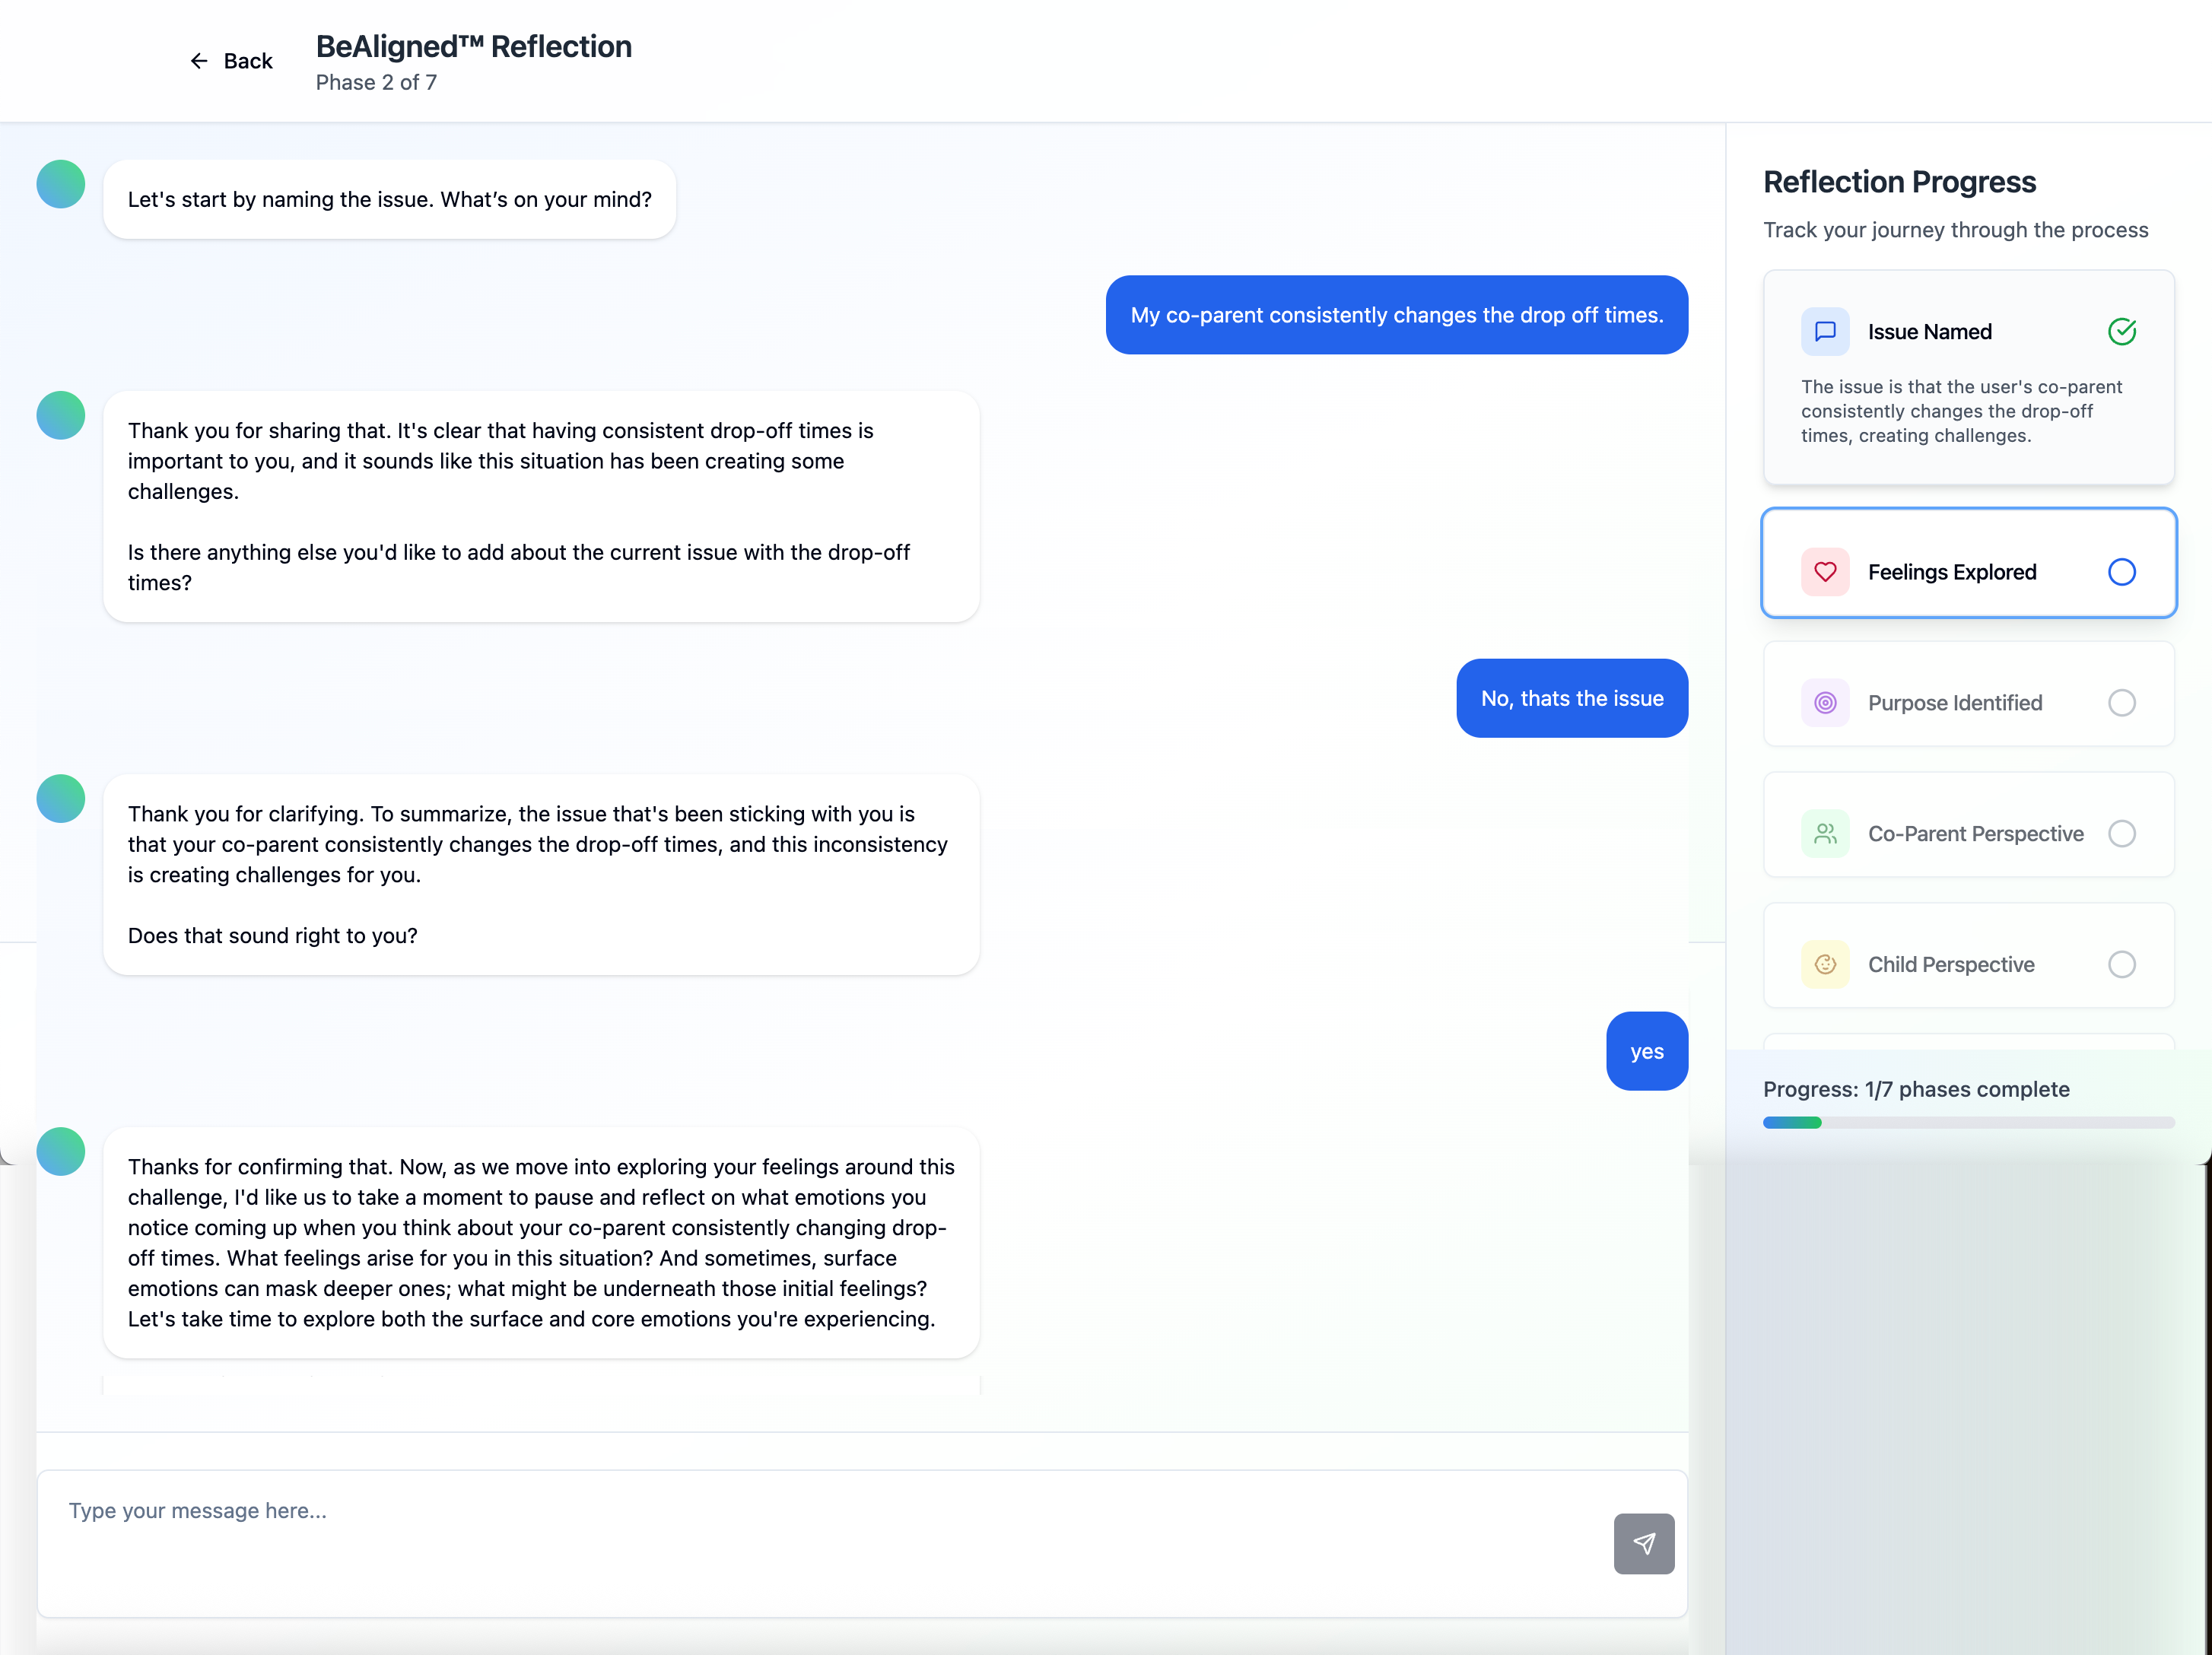 Back
BeAligned™ Reflection
Phase 2 of 7
Let's start by naming the issue. What’s on your mind?
My co-parent consistently changes the drop off times.
Thank you for sharing that. It's clear that having consistent drop-off times is
important to you, and it sounds like this situation has been creating some
challenges.
Is there anything else you'd like to add about the current issue with the drop-off
times?
No, thats the issue
Thank you for clarifying. To summarize, the issue that's been sticking with you is
that your co-parent consistently changes the drop-off times, and this inconsistency
is creating challenges for you.
Does that sound right to you?
yes
Thanks for confirming that. Now, as we move into exploring your feelings around this
challenge, I'd like us to take a moment to pause and reflect on what emotions you
notice coming up when you think about your co-parent consistently changing drop-
off times. What feelings arise for you in this situation? And sometimes, surface
emotions can mask deeper ones; what might be underneath those initial feelings?
Let's take time to explore both the surface and core emotions you're experiencing.
Type your message here...
Reflection Progress
Track your journey through the process
Issue Named
The issue is that the user's co-parent
consistently changes the drop-off
times, creating challenges.
Feelings Explored
Purpose Identified
Co-Parent Perspective
Child Perspective
Progress: 1/7 phases complete